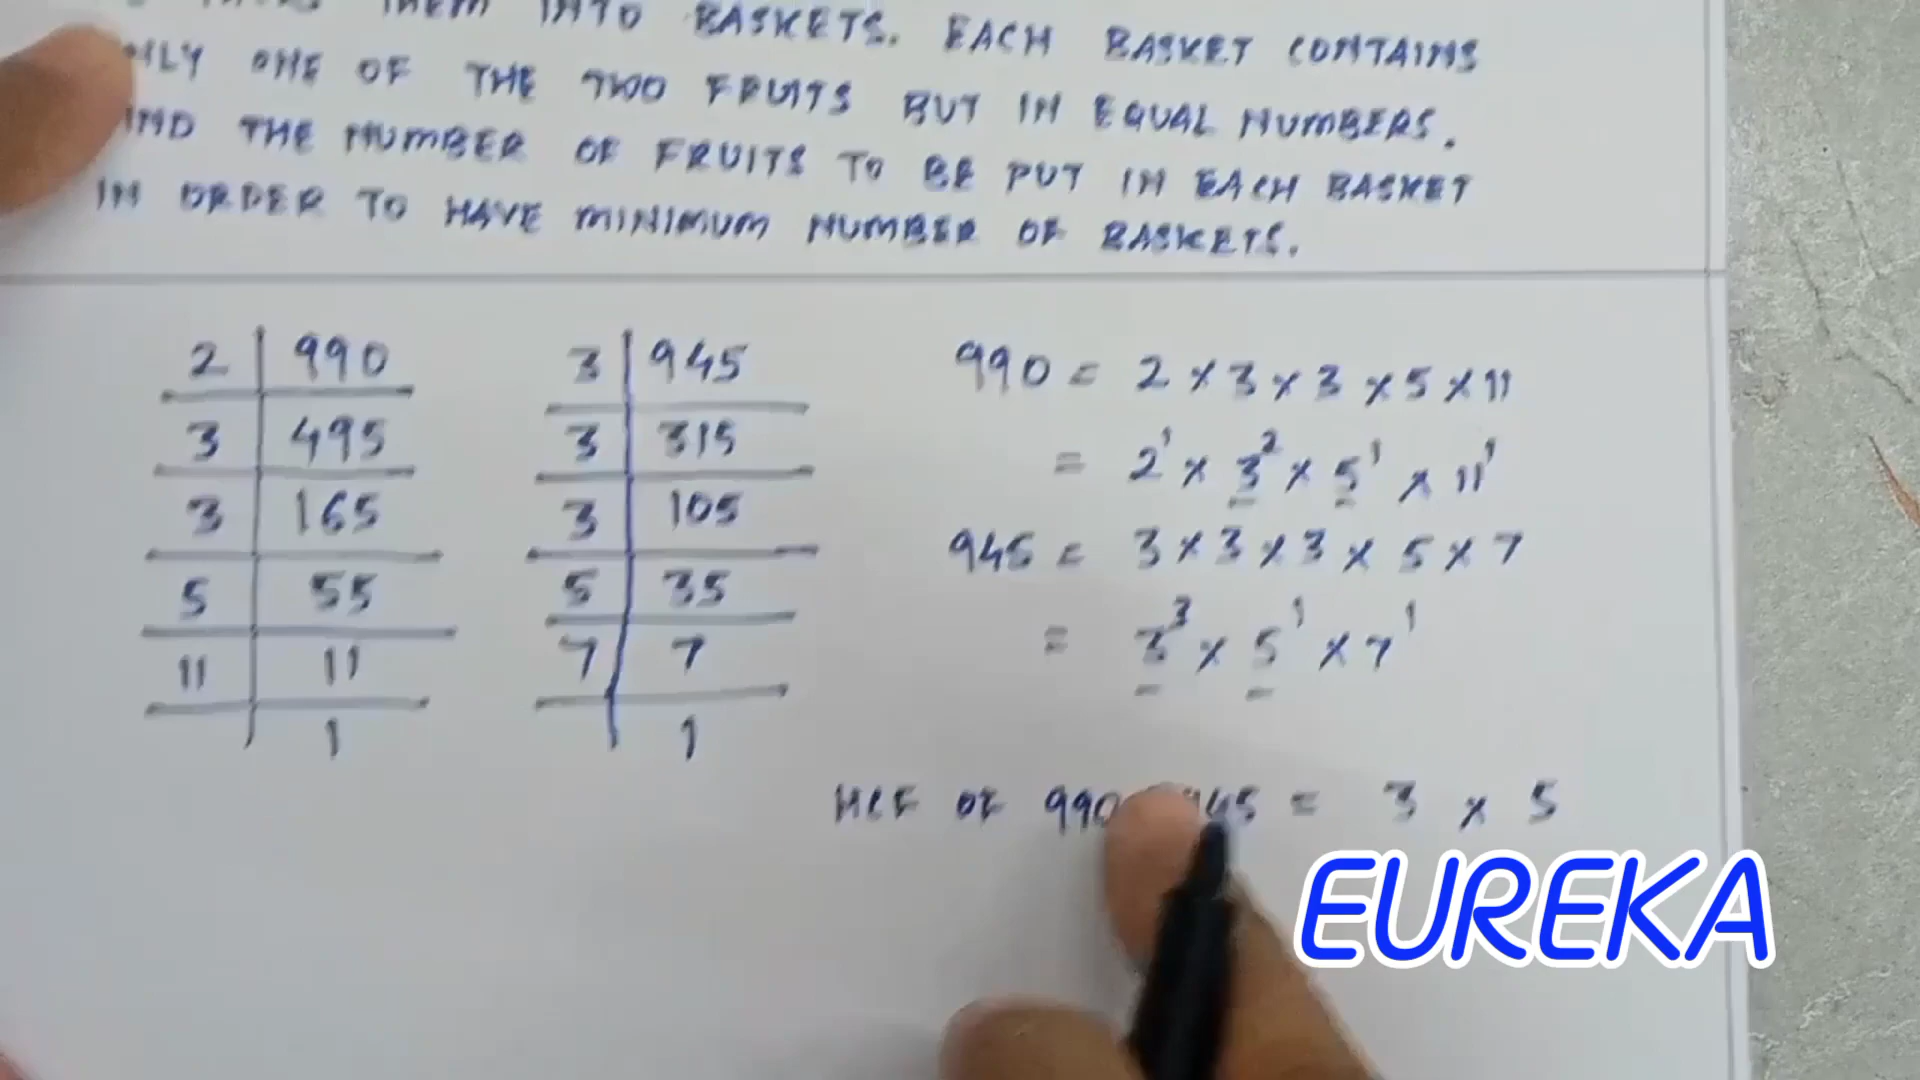 THEM INTO BASKETS. EACH BASKET CONTAINS
ONE OF THE TWO FRUITS BUT IN EQUAL NUMBERS.
THE NUMBER OF FRUITS TO BE PUT IN EACH BASKET
IN ORDER TO HAVE MINIMUM NUMBER OF BASKETS.
2 | 990
3 | 495
3 | 165
5 | 55
11 | 11
1
3 | 945
3 | 315
3 | 105
5 | 35
7 | 7
1
990 = 2 × 3 × 3 × 5 × 11
= 2¹ × 3² × 5¹ × 11¹
945 = 3 × 3 × 3 × 5 × 7
= 3³ × 5¹ × 7¹
HCF OF 990 945 = 3 × 5
EUREKA